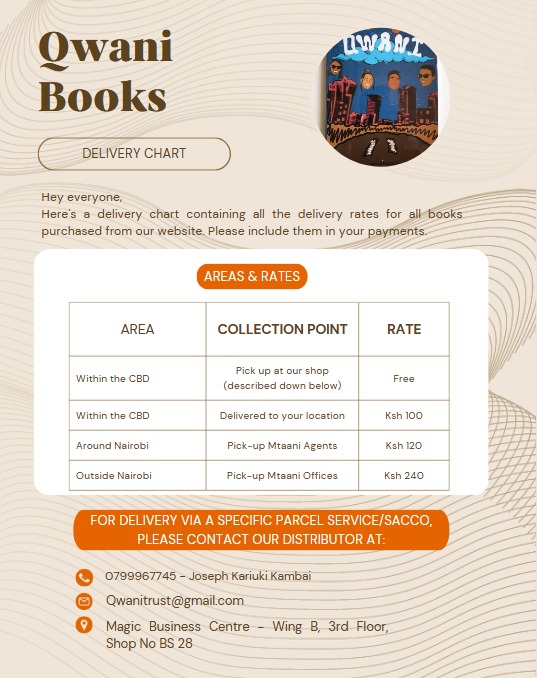 Qwani
Books
QWANI
DELIVERY CHART
Hey everyone,
Here's a delivery chart containing all the delivery rates for all books
purchased from our website. Please include them in your payments.
AREAS & RATES
AREA COLLECTION POINT RATE
Within the CBD Pick up at our shop (described down below) Free
Within the CBD Delivered to your location Ksh 100
Around Nairobi Pick-up Mtaani Agents Ksh 120
Outside Nairobi Pick-up Mtaani Offices Ksh 240
FOR DELIVERY VIA A SPECIFIC PARCEL SERVICE/SACCO,
PLEASE CONTACT OUR DISTRIBUTOR AT:
0799967745 - Joseph Kariuki Kambai
Qwanitrust@gmail.com
Magic Business Centre - Wing B, 3rd Floor,
Shop No BS 28